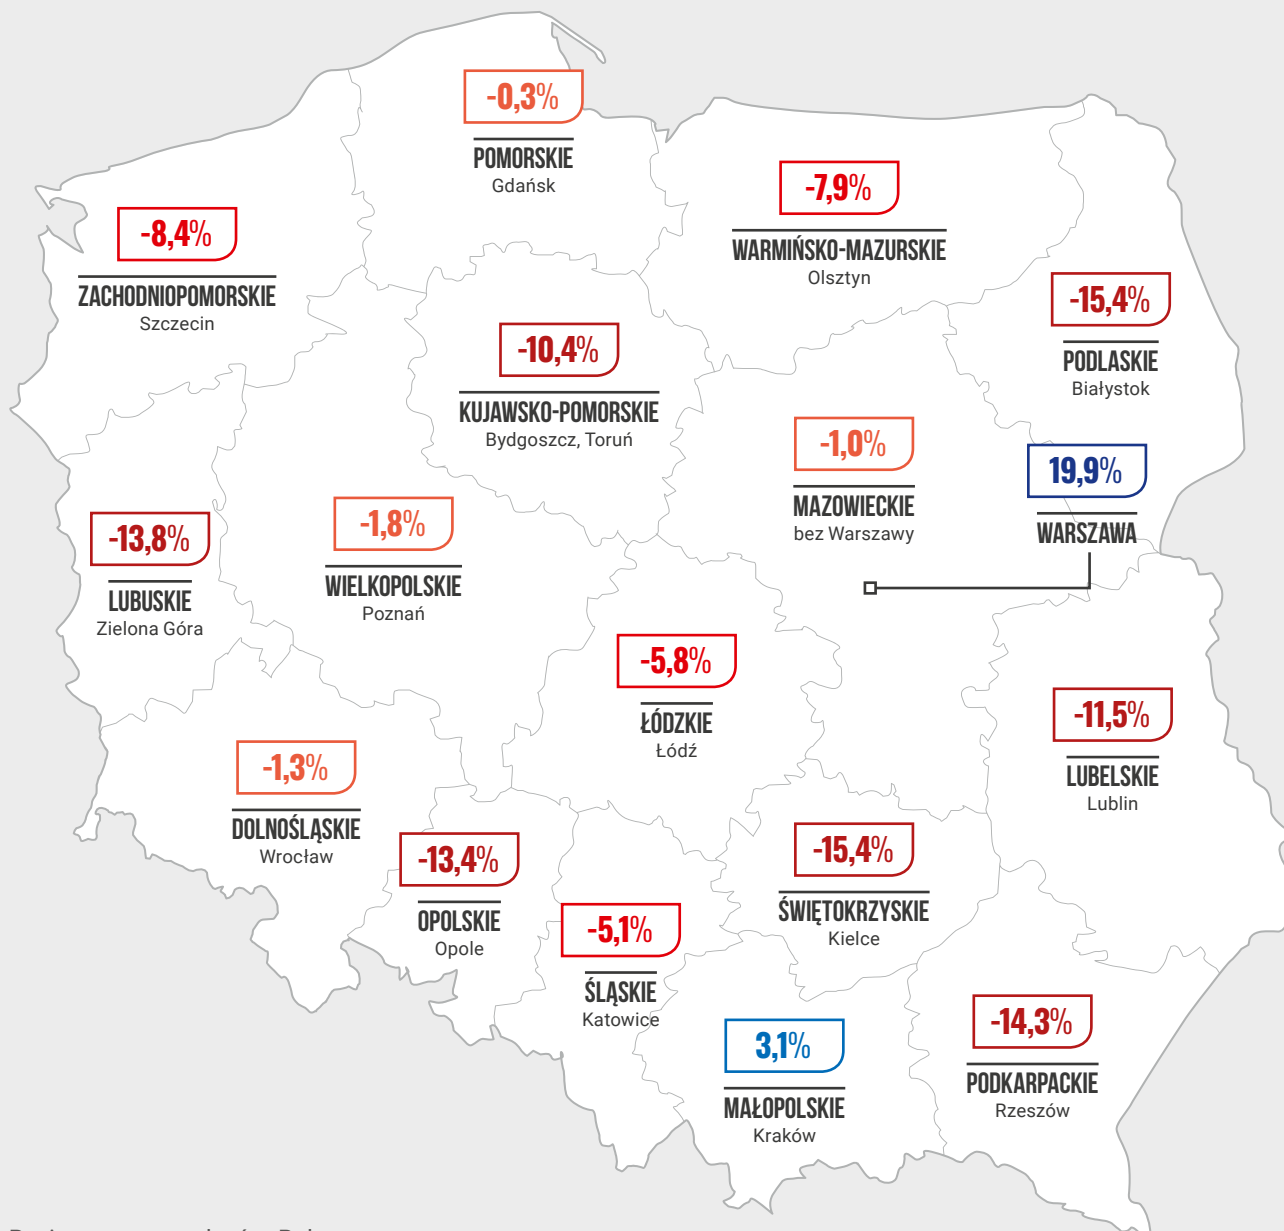 -0,3%
POMORSKIE
Gdańsk
-7,9%
WARMIŃSKO-MAZURSKIE
Olsztyn
-8,4%
ZACHODNIOPOMORSKIE
Szczecin
-15,4%
PODLASKIE
Białystok
-10,4%
KUJAWSKO-POMORSKIE
Bydgoszcz, Toruń
-1,0%
MAZOWIECKIE
bez Warszawy
19,9%
WARSZAWA
-13,8%
LUBUSKIE
Zielona Góra
-1,8%
WIELKOPOLSKIE
Poznań
-5,8%
ŁÓDZKIE
Łódź
-11,5%
LUBELSKIE
Lublin
-1,3%
DOLNOŚLĄSKIE
Wrocław
-13,4%
OPOLSKIE
Opole
-15,4%
ŚWIĘTOKRZYSKIE
Kielce
-5,1%
ŚLĄSKIE
Katowice
3,1%
MAŁOPOLSKIE
Kraków
-14,3%
PODKARPACKIE
Rzeszów